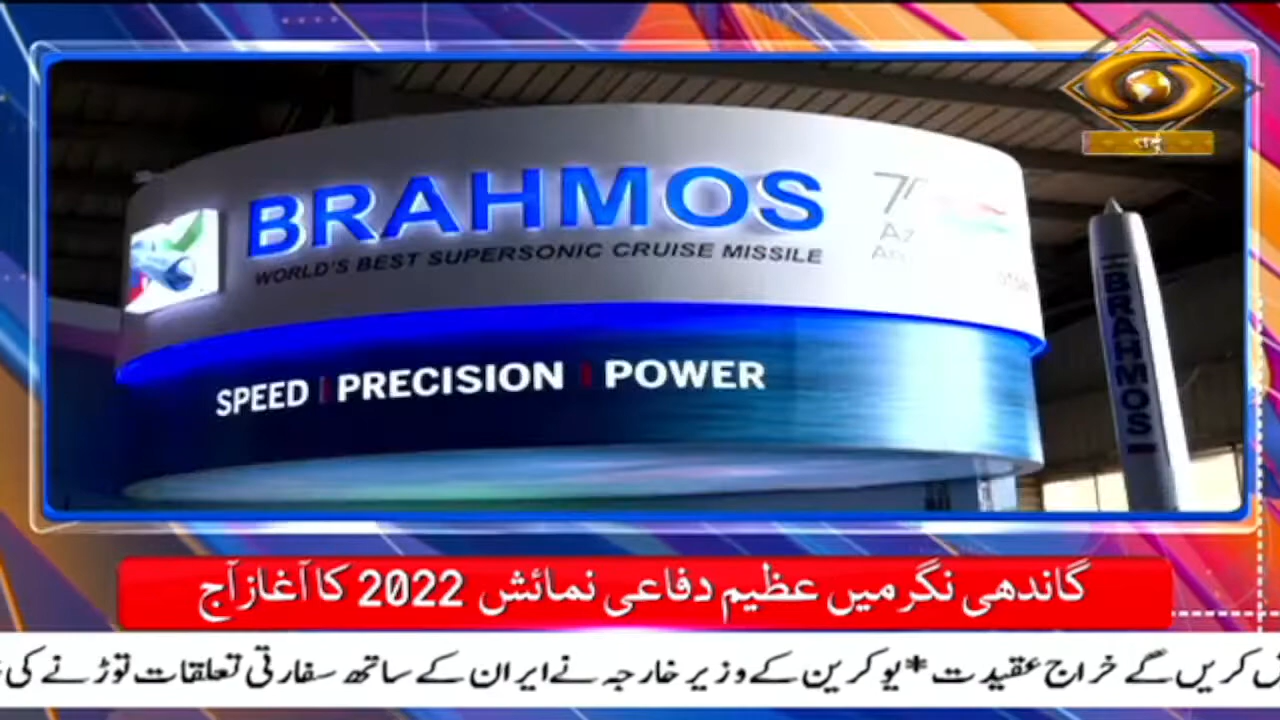 اردو
BRAHMOS
WORLD'S BEST SUPERSONIC CRUISE MISSILE
SPEED | PRECISION | POWER
BRAHMOS
گاندھی نگر میں عظیم دفاعی نمائش 2022 کا آغاز آج
کریں گے خراج عقیدت *یوکرین کے وزیر خارجہ نے ایران کے ساتھ سفارتی تعلقات توڑنے کی